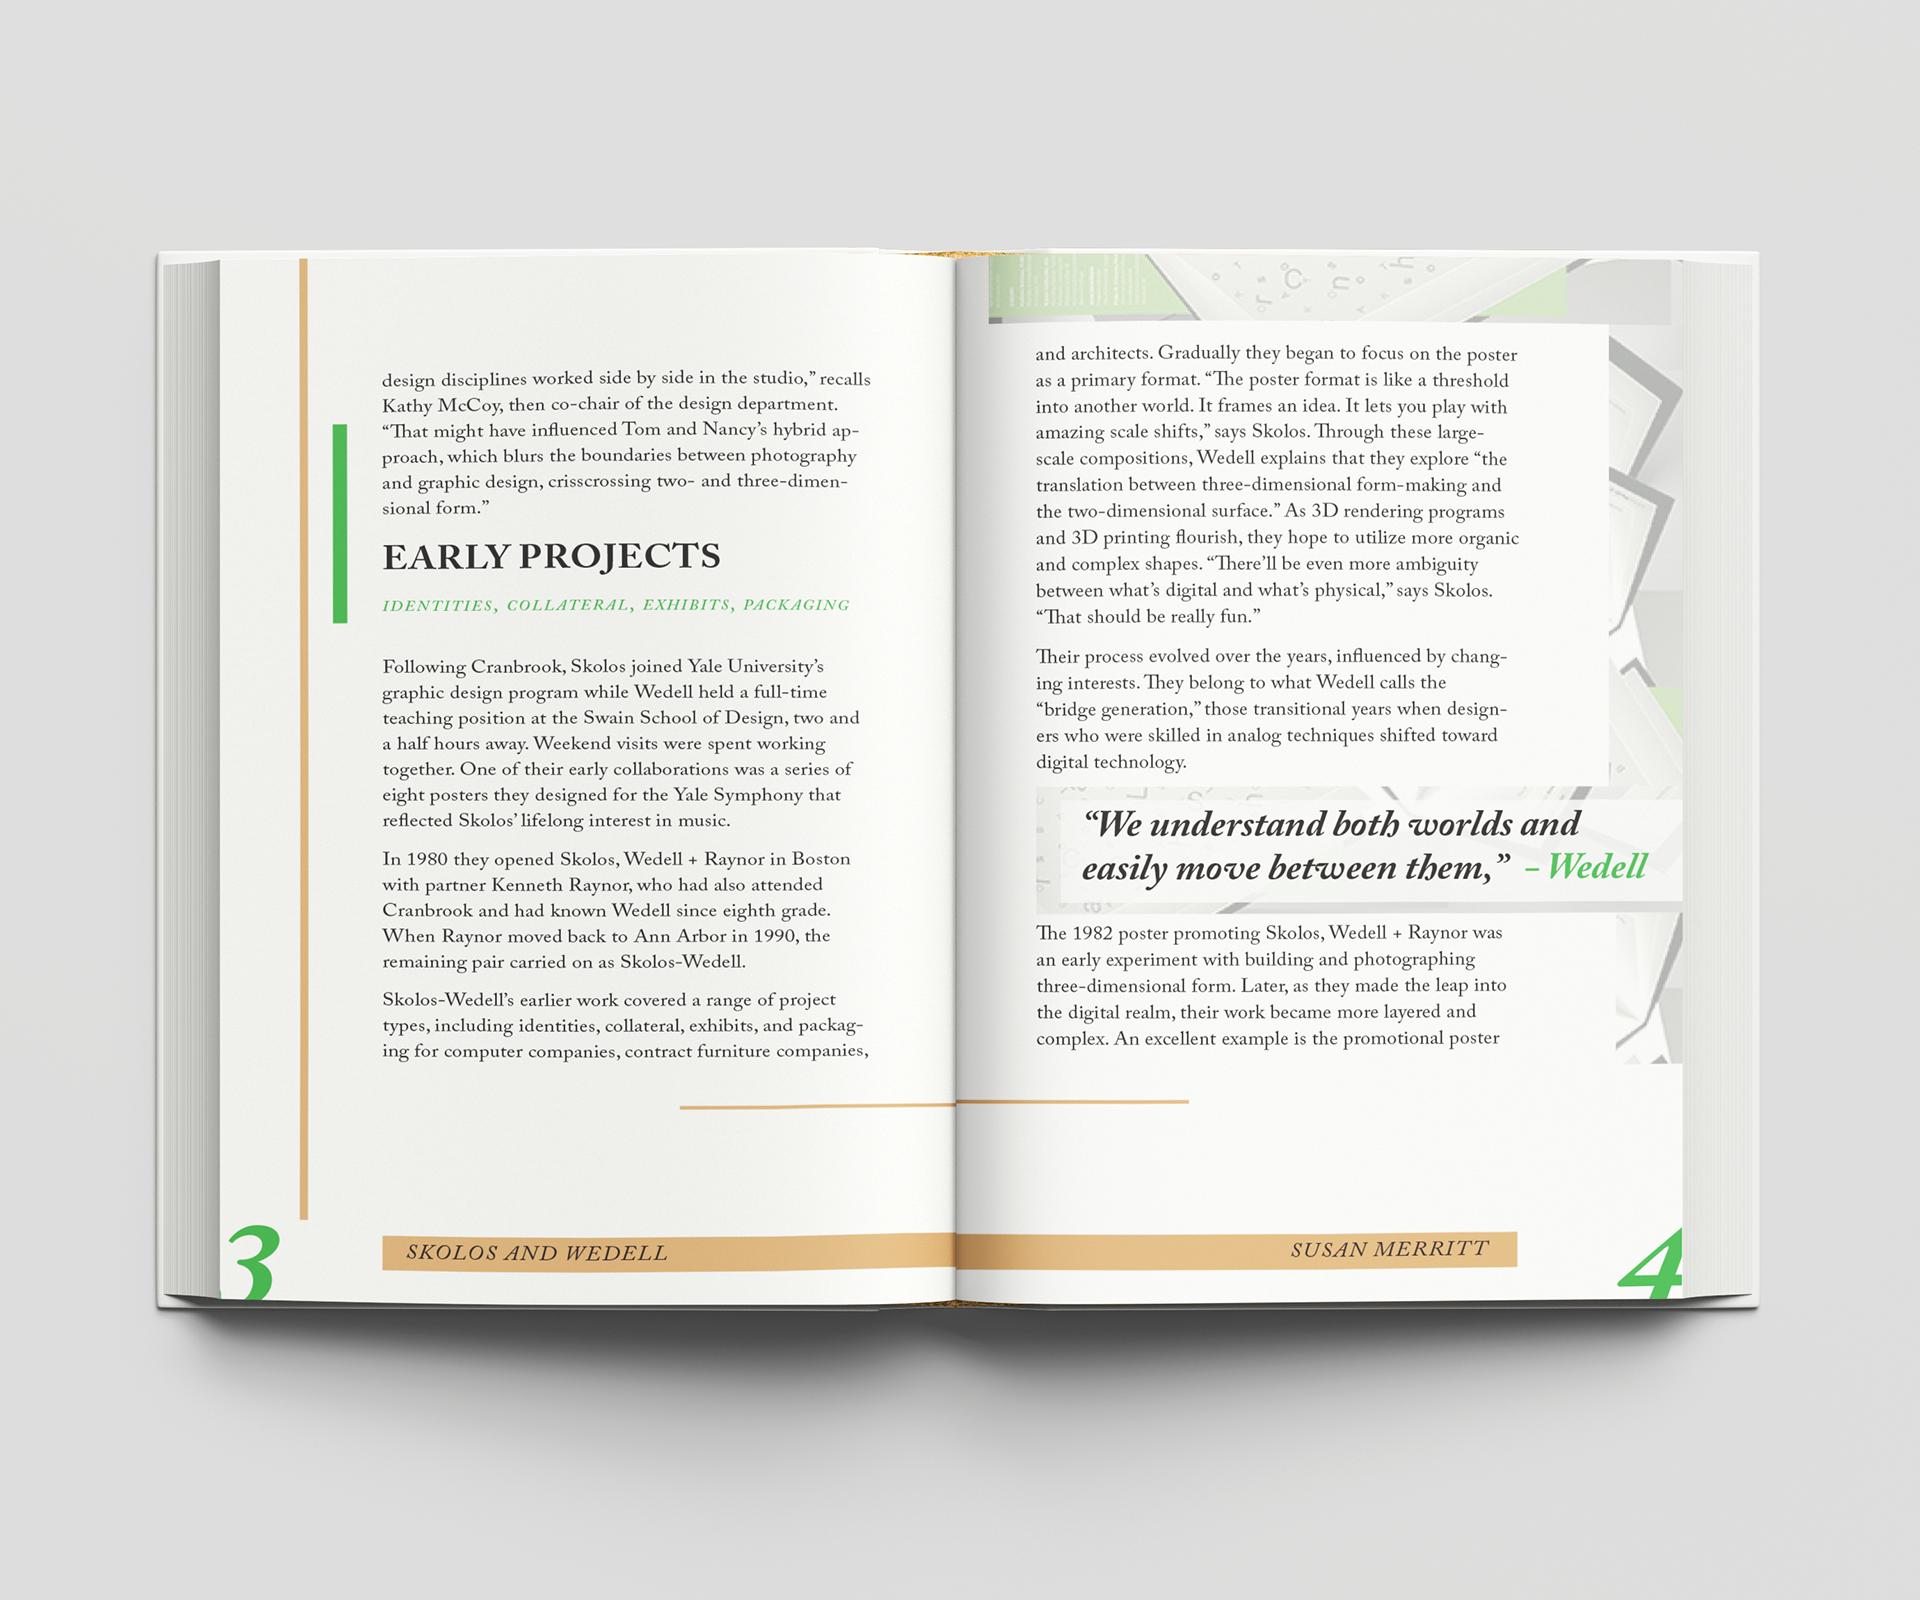 design disciplines worked side by side in the studio,” recalls
Kathy McCoy, then co-chair of the design department.
“That might have influenced Tom and Nancy’s hybrid ap-
proach, which blurs the boundaries between photography
and graphic design, crisscrossing two- and three-dimen-
sional form.”
EARLY PROJECTS
IDENTITIES, COLLATERAL, EXHIBITS, PACKAGING
Following Cranbrook, Skolos joined Yale University’s
graphic design program while Wedell held a full-time
teaching position at the Swain School of Design, two and
a half hours away. Weekend visits were spent working
together. One of their early collaborations was a series of
eight posters they designed for the Yale Symphony that
reflected Skolos’ lifelong interest in music.
In 1980 they opened Skolos, Wedell + Raynor in Boston
with partner Kenneth Raynor, who had also attended
Cranbrook and had known Wedell since eighth grade.
When Raynor moved back to Ann Arbor in 1990, the
remaining pair carried on as Skolos-Wedell.
Skolos-Wedell’s earlier work covered a range of project
types, including identities, collateral, exhibits, and packag-
ing for computer companies, contract furniture companies,
3
SKOLOS AND WEDELL
and architects. Gradually they began to focus on the poster
as a primary format. “The poster format is like a threshold
into another world. It frames an idea. It lets you play with
amazing scale shifts,” says Skolos. Through these large-
scale compositions, Wedell explains that they explore “the
translation between three-dimensional form-making and
the two-dimensional surface.” As 3D rendering programs
and 3D printing flourish, they hope to utilize more organic
and complex shapes. “There’ll be even more ambiguity
between what’s digital and what’s physical,” says Skolos.
“That should be really fun.”
Their process evolved over the years, influenced by chang-
ing interests. They belong to what Wedell calls the
“bridge generation,” those transitional years when design-
ers who were skilled in analog techniques shifted toward
digital technology.
“We understand both worlds and
easily move between them,” – Wedell
The 1982 poster promoting Skolos, Wedell + Raynor was
an early experiment with building and photographing
three-dimensional form. Later, as they made the leap into
the digital realm, their work became more layered and
complex. An excellent example is the promotional poster
SUSAN MERRITT
4